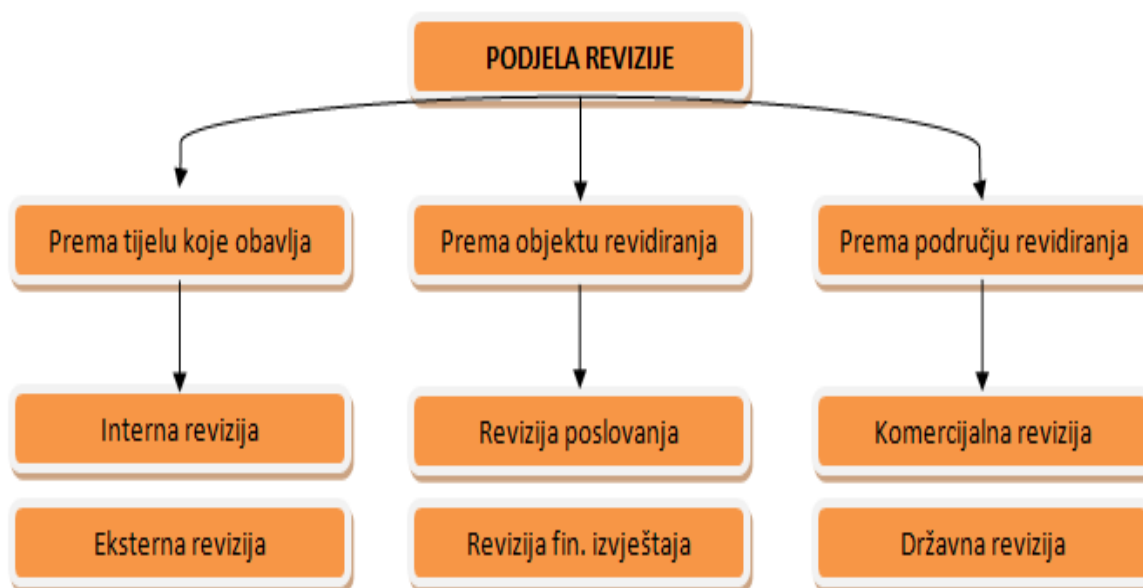 PODJELA REVIZIJE
Prema tijelu koje obavlja
Prema objektu revidiranja
Prema području revidiranja
Interna revizija
Revizija poslovanja
Komercijalna revizija
Eksterna revizija
Revizija fin. izvještaja
Državna revizija